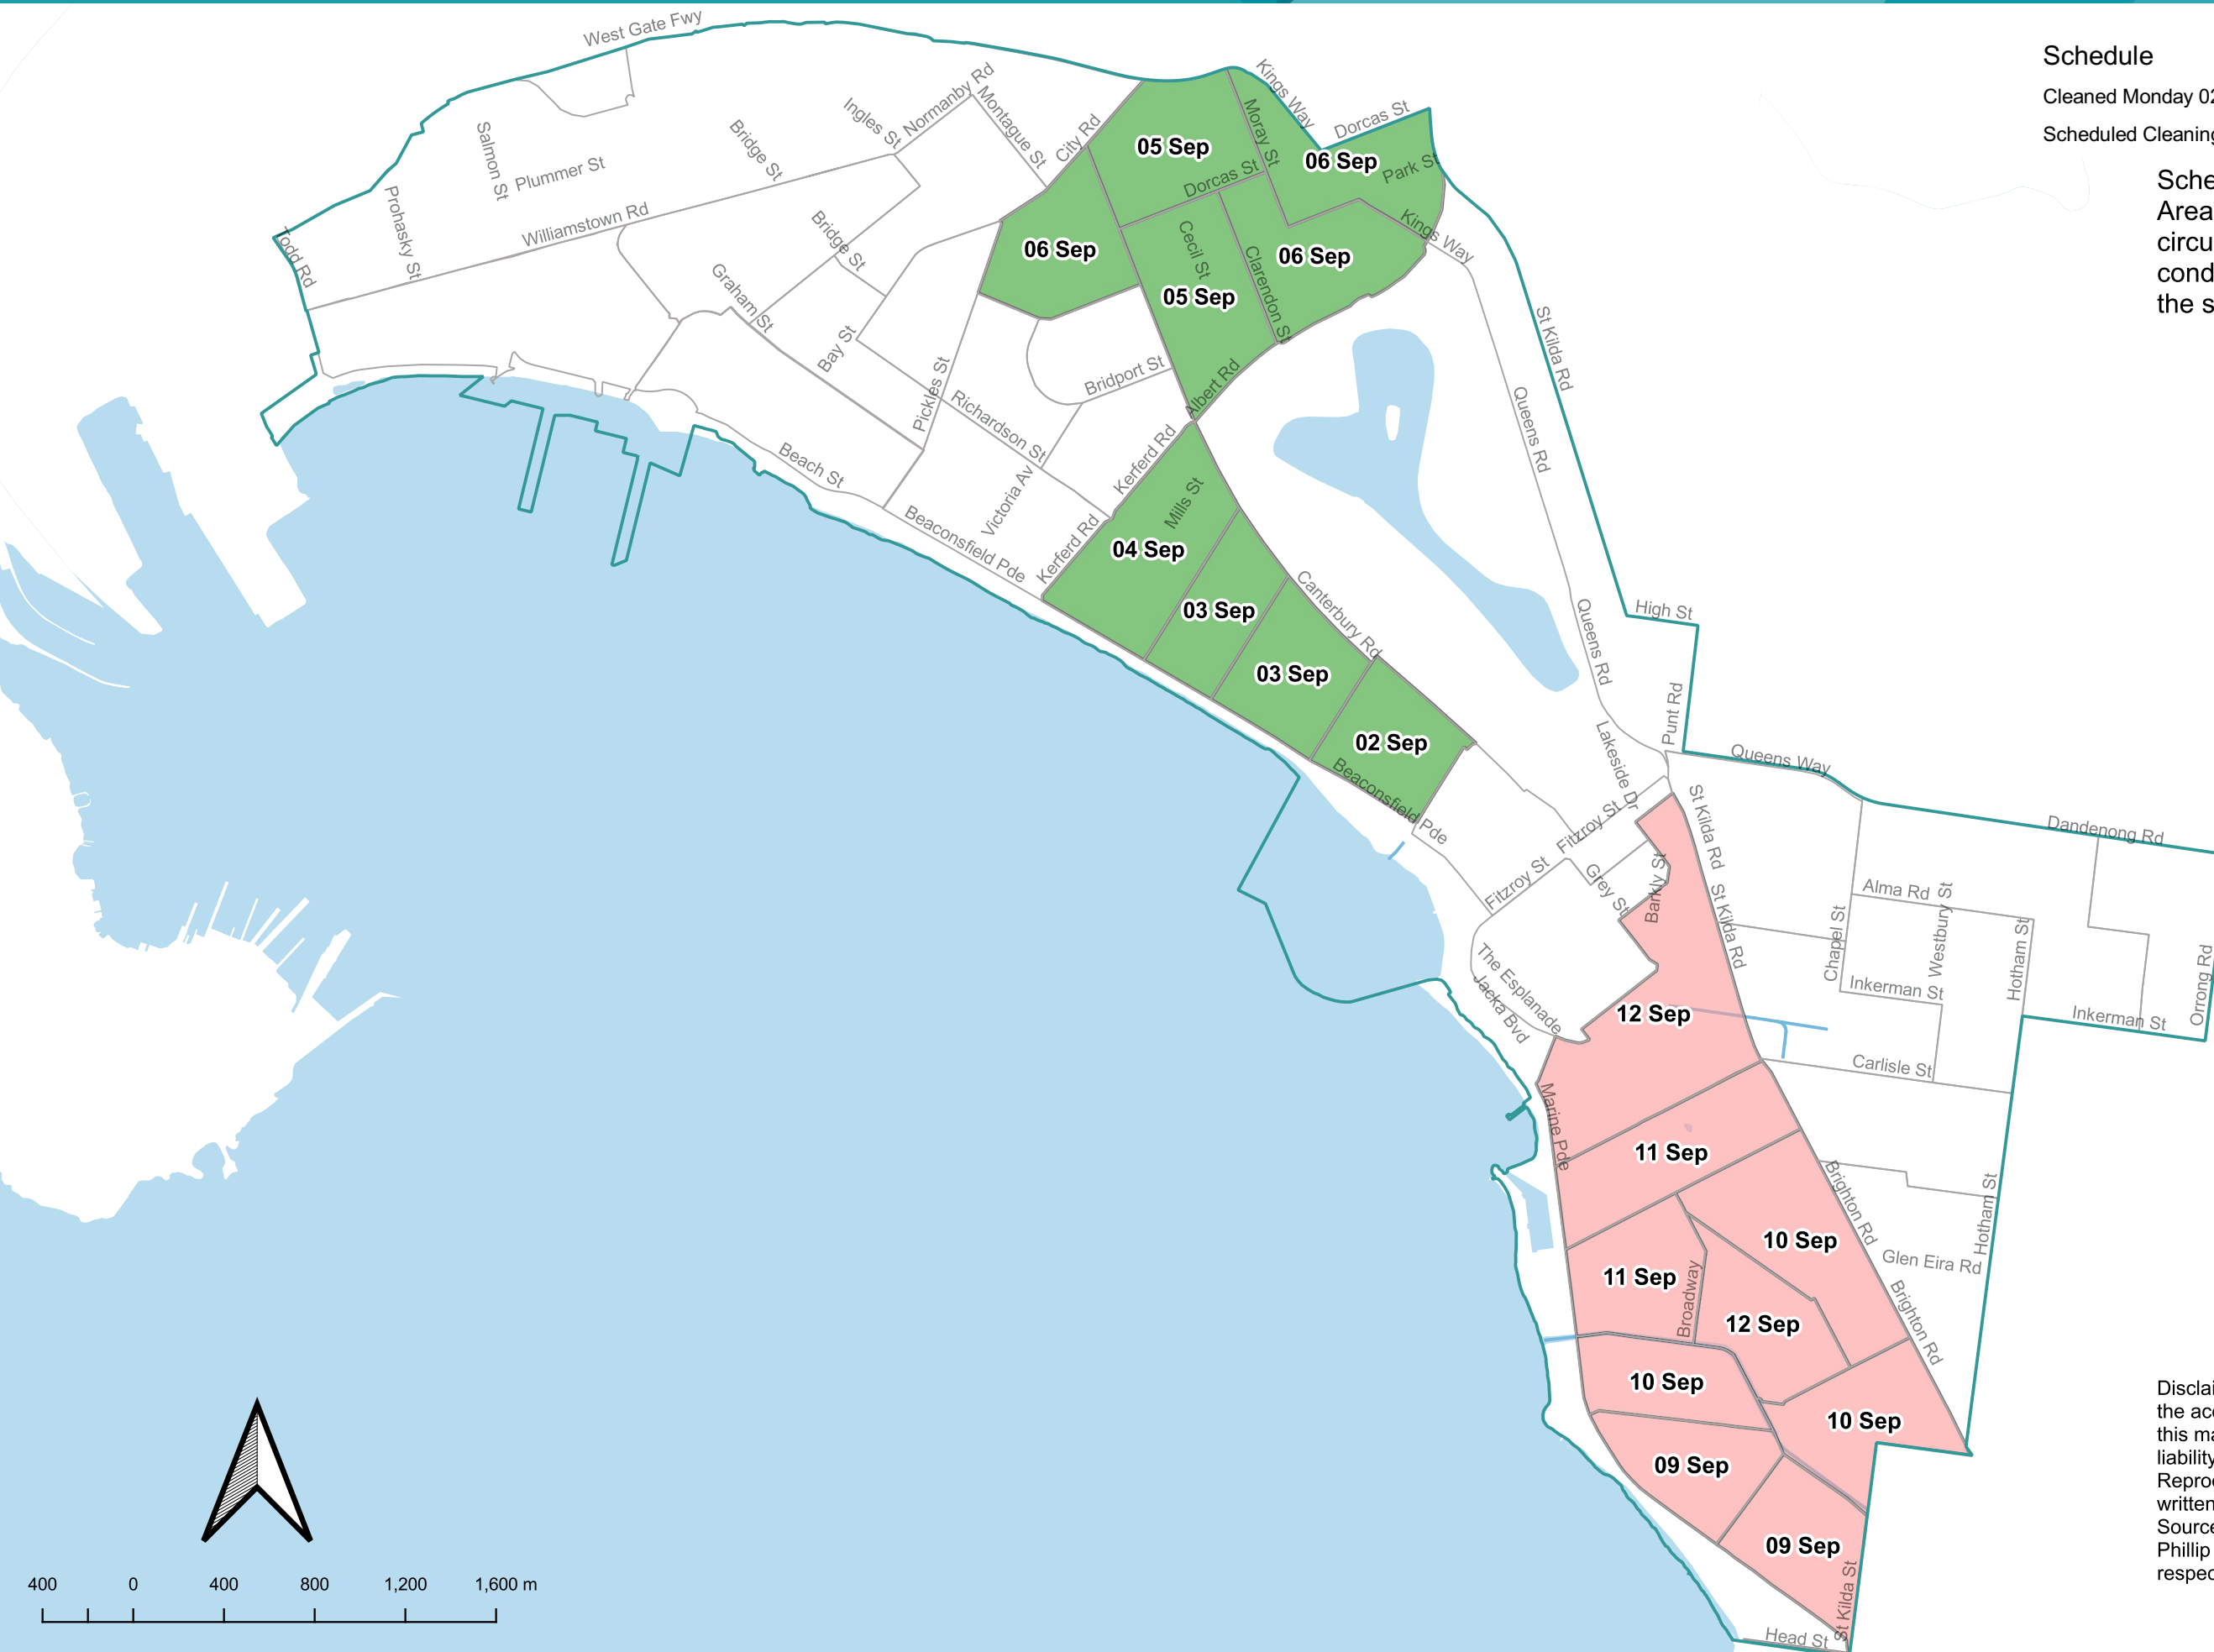 Schedule
Cleaned Monday 02
Scheduled Cleaning
Sche
Area
circu
cond
the s
West Gate Fwy
Kings Way
Normanby Rd
Ingles St
Montague St
Moray St
Dorcas St
City Rd
05 Sep
06 Sep
Park St
Salmon St
Plummer St
Bridge St
Dorcas St
Prohasky St
Williamstown Rd
Todd Rd
Bridge St
06 Sep
Cecil St
06 Sep
Kings Way
Clarendon St
05 Sep
Graham St
Bay St
St Kilda Rd
Pickles St
Bridport St
Albert Rd
Queens Rd
Richardson St
Beach St
Kerferd Rd
Victoria Av
Mills St
Beaconsfield Pde
Kerferd Rd
04 Sep
03 Sep
Canterbury Rd
High St
Queens Rd
03 Sep
Punt Rd
02 Sep
Lakeside Dr
Queens Way
Beaconsfield Pde
Fitzroy St
St Kilda Rd
Dandenong Rd
Fitzroy St
Grey St
Barkly St
St Kilda Rd
Alma Rd
Westbury St
Chapel St
Hotham St
Orrong Rd
The Esplanade
Jacka Bvd
Inkerman St
12 Sep
Inkerman St
Carlisle St
Marine Pde
11 Sep
Brighton Rd
Hotham St
10 Sep
Glen Eira Rd
11 Sep
Broadway
12 Sep
Brighton Rd
10 Sep
10 Sep
09 Sep
09 Sep
St Kilda St
Head St
Disclai
the acc
this ma
liability
Repro
written
Source
Phillip
respec
400 0 400 800 1,200 1,600 m